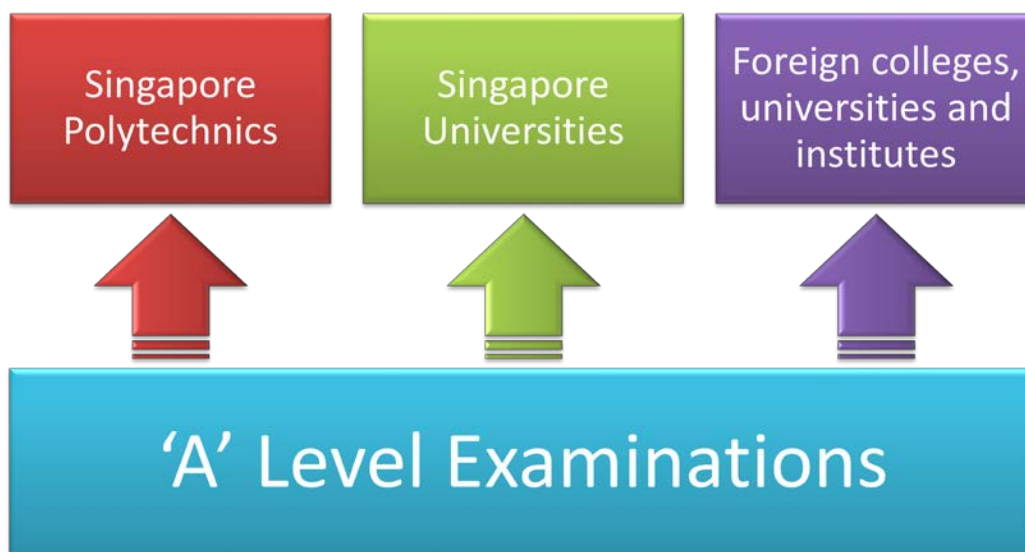 Singapore
Polytechnics
Singapore
Universities
Foreign colleges,
universities and
institutes
‘A’ Level Examinations